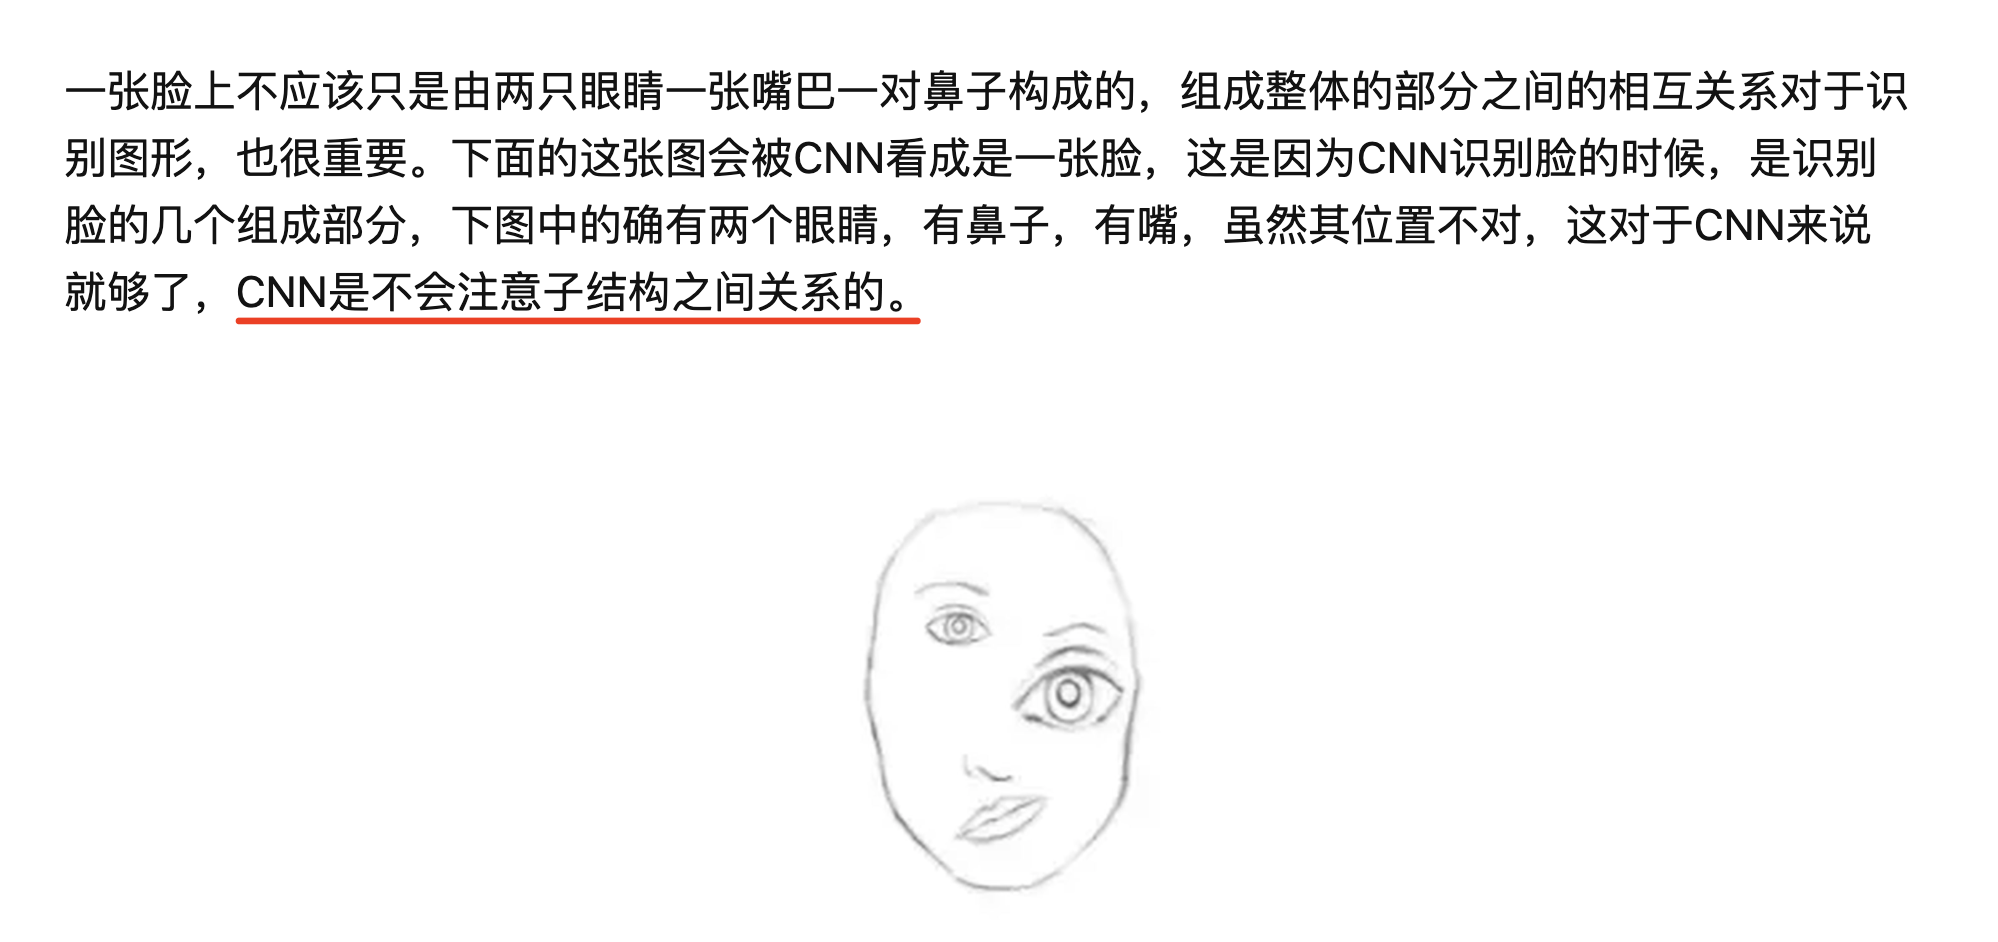 一张脸上不应该只是由两只眼睛一张嘴巴一对鼻子构成的，组成整体的部分之间的相互关系对于识
别图形，也很重要。下面的这张图会被CNN看成是一张脸，这是因为CNN识别脸的时候，是识别
脸的几个组成部分，下图中的确有两个眼睛，有鼻子，有嘴，虽然其位置不对，这对于CNN来说
就够了，CNN是不会注意子结构之间关系的。